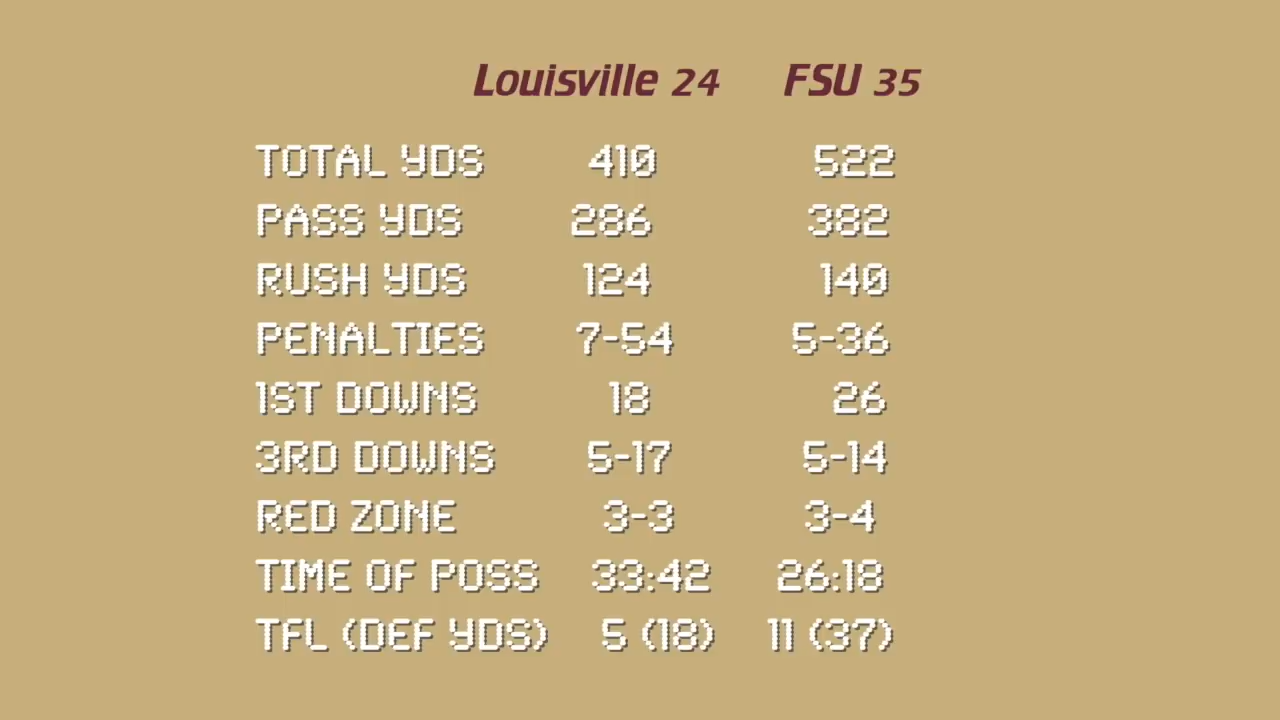 Louisville 24 FSU 35
TOTAL YDS 410 522
PASS YDS 286 382
RUSH YDS 124 140
PENALTIES 7-54 5-36
1ST DOWNS 18 26
3RD DOWNS 5-17 5-14
RED ZONE 3-3 3-4
TIME OF POSS 33:42 26:18
TFL (DEF YDS) 5 (18) 11 (37)